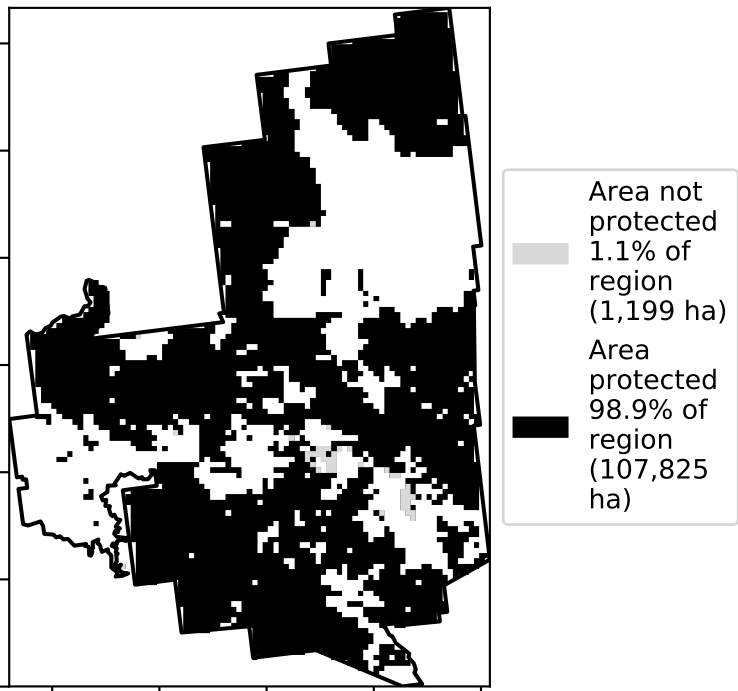 Area not
protected
1.1% of
region
(1,199 ha)
Area
protected
98.9% of
region
(107,825
ha)